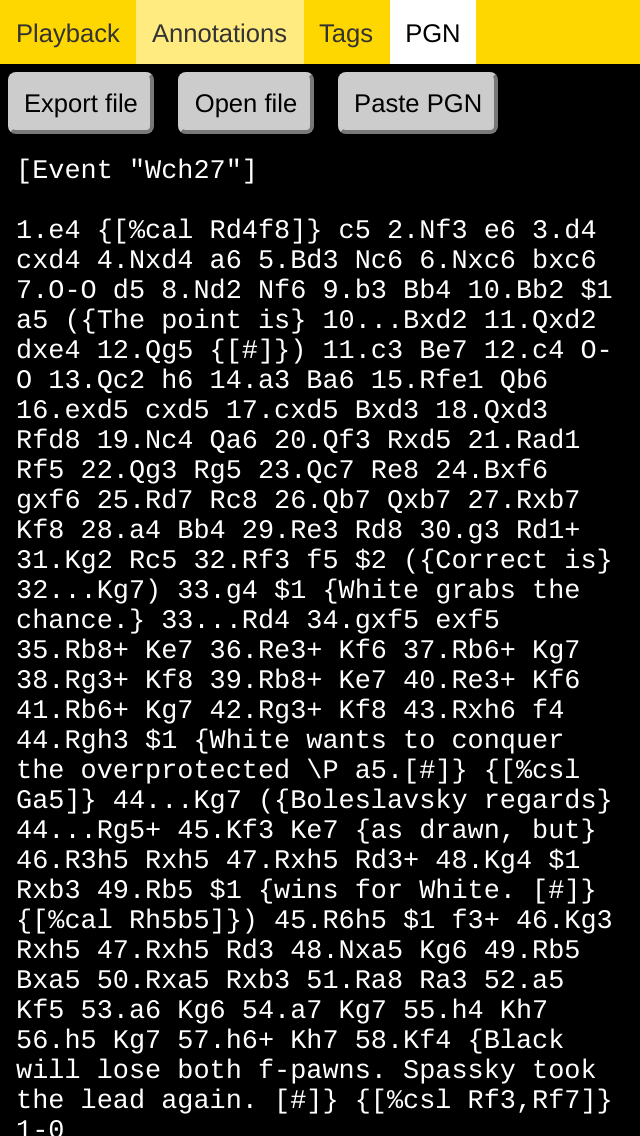 Playback Annotations Tags PGN
Export file Open file Paste PGN
[Event "Wch27"]
1.e4 {[%cal Rd4f8]} c5 2.Nf3 e6 3.d4
cxd4 4.Nxd4 a6 5.Bd3 Nc6 6.Nxc6 bxc6
7.O-O d5 8.Nd2 Nf6 9.b3 Bb4 10.Bb2 $1
a5 ({The point is} 10...Bxd2 11.Qxd2
dxe4 12.Qg5 {[#]}) 11.c3 Be7 12.c4 O-
O 13.Qc2 h6 14.a3 Ba6 15.Rfe1 Qb6
16.exd5 cxd5 17.cxd5 Bxd3 18.Qxd3
Rfd8 19.Nc4 Qa6 20.Qf3 Rxd5 21.Rad1
Rf5 22.Qg3 Rg5 23.Qc7 Re8 24.Bxf6
gxf6 25.Rd7 Rc8 26.Qb7 Qxb7 27.Rxb7
Kf8 28.a4 Bb4 29.Re3 Rd8 30.g3 Rd1+
31.Kg2 Rc5 32.Rf3 f5 $2 ({Correct is}
32...Kg7) 33.g4 $1 {White grabs the
chance.} 33...Rd4 34.gxf5 exf5
35.Rb8+ Ke7 36.Re3+ Kf6 37.Rb6+ Kg7
38.Rg3+ Kf8 39.Rb8+ Ke7 40.Re3+ Kf6
41.Rb6+ Kg7 42.Rg3+ Kf8 43.Rxh6 f4
44.Rgh3 $1 {White wants to conquer
the overprotected \P a5.[#]} {[%csl
Ga5]} 44...Kg7 ({Boleslavsky regards}
44...Rg5+ 45.Kf3 Ke7 {as drawn, but}
46.R3h5 Rxh5 47.Rxh5 Rd3+ 48.Kg4 $1
Rxb3 49.Rb5 $1 {wins for White. [#]}
{[%cal Rh5b5]}) 45.R6h5 $1 f3+ 46.Kg3
Rxh5 47.Rxh5 Rd3 48.Nxa5 Kg6 49.Rb5
Bxa5 50.Rxa5 Rxb3 51.Ra8 Ra3 52.a5
Kf5 53.a6 Kg6 54.a7 Kg7 55.h4 Kh7
56.h5 Kg7 57.h6+ Kh7 58.Kf4 {Black
will lose both f-pawns. Spassky took
the lead again. [#]} {[%csl Rf3,Rf7]}
1-0